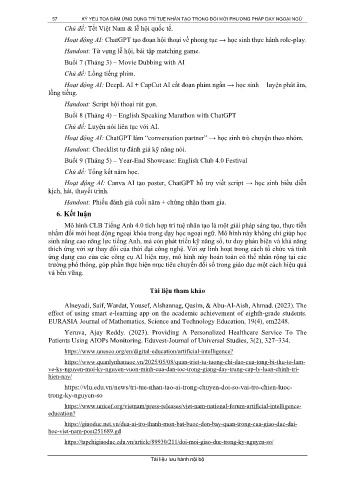 57 KỶ YẾU TỌA ĐÀM ỨNG DỤNG TRÍ TUỆ NHÂN TẠO TRONG ĐỔI MỚI PHƯƠNG PHÁP DẠY NGOẠI NGỮ
Chủ đề: Tết Việt Nam & lễ hội quốc tế.
Hoạt động AI: ChatGPT tạo đoạn hội thoại về phong tục → học sinh thực hành role-play.
Handout: Từ vựng lễ hội, bài tập matching game.
Buổi 7 (Tháng 3) – Movie Dubbing with AI
Chủ đề: Lồng tiếng phim.
Hoạt động AI: DeepL AI + CapCut AI cắt đoạn phim ngắn → học sinh luyện phát âm,
lồng tiếng.
Handout: Script hội thoại rút gọn.
Buổi 8 (Tháng 4) – English Speaking Marathon with ChatGPT
Chủ đề: Luyện nói liên tục với AI.
Hoạt động AI: ChatGPT làm “conversation partner” → học sinh trò chuyện theo nhóm.
Handout: Checklist tự đánh giá kỹ năng nói.
Buổi 9 (Tháng 5) – Year-End Showcase: English Club 4.0 Festival
Chủ đề: Tổng kết năm học.
Hoạt động AI: Canva AI tạo poster, ChatGPT hỗ trợ viết script → học sinh biểu diễn
kịch, hát, thuyết trình.
Handout: Phiếu đánh giá cuối năm + chứng nhận tham gia.
6. Kết luận
Mô hình CLB Tiếng Anh 4.0 tích hợp trí tuệ nhân tạo là một giải pháp sáng tạo, thực tiễn
nhằm đổi mới hoạt động ngoại khóa trong dạy học ngoại ngữ. Mô hình này không chỉ giúp học
sinh nâng cao năng lực tiếng Anh, mà còn phát triển kỹ năng số, tư duy phản biện và khả năng
thích ứng với sự thay đổi của thời đại công nghệ. Với sự linh hoạt trong cách tổ chức và tính
ứng dụng cao của các công cụ AI hiện nay, mô hình này hoàn toàn có thể nhân rộng tại các
trường phổ thông, góp phần thực hiện mục tiêu chuyển đổi số trong giáo dục một cách hiệu quả
và bền vững.
Tài liệu tham khảo
Alneyadi, Saif, Wardat, Yousef, Alshannag, Qasim, & Abu-Al-Aish, Ahmad. (2023). The
effect of using smart e-learning app on the academic achievement of eighth-grade students.
EURASIA Journal of Mathematics, Science and Technology Education, 19(4), em2248.
Yeruva, Ajay Reddy. (2023). Providing A Personalized Healthcare Service To The
Patients Using AIOPs Monitoring. Eduvest-Journal of Universal Studies, 3(2), 327–334.
https://www.unesco.org/en/digital-education/artificial-intelligence?
https://www.quanlynhanuoc.vn/2025/05/08/quan-triet-tu-tuong-chi-dao-cua-tong-bi-thu-to-lam-
ve-ky-nguyen-moi-ky-nguyen-vuon-minh-cua-dan-toc-trong-giang-day-trung-cap-ly-luan-chinh-tri-
hien-nay/
https://vlu.edu.vn/news/tri-tue-nhan-tao-ai-trong-chuyen-doi-so-vai-tro-chien-luoc-
trong-ky-nguyen-so
https://www.unicef.org/vietnam/press-releases/viet-nam-national-forum-artificial-intelligence-
education?
https://giaoduc.net.vn/dua-ai-tro-thanh-mon-bat-buoc-don-bay-quan-trong-cua-giao-duc-dai-
hoc-viet-nam-post251689.gd
https://tapchigiaoduc.edu.vn/article/89930/211/doi-moi-giao-duc-trong-ky-nguyen-so/
Tài liệu lưu hành nội bộ